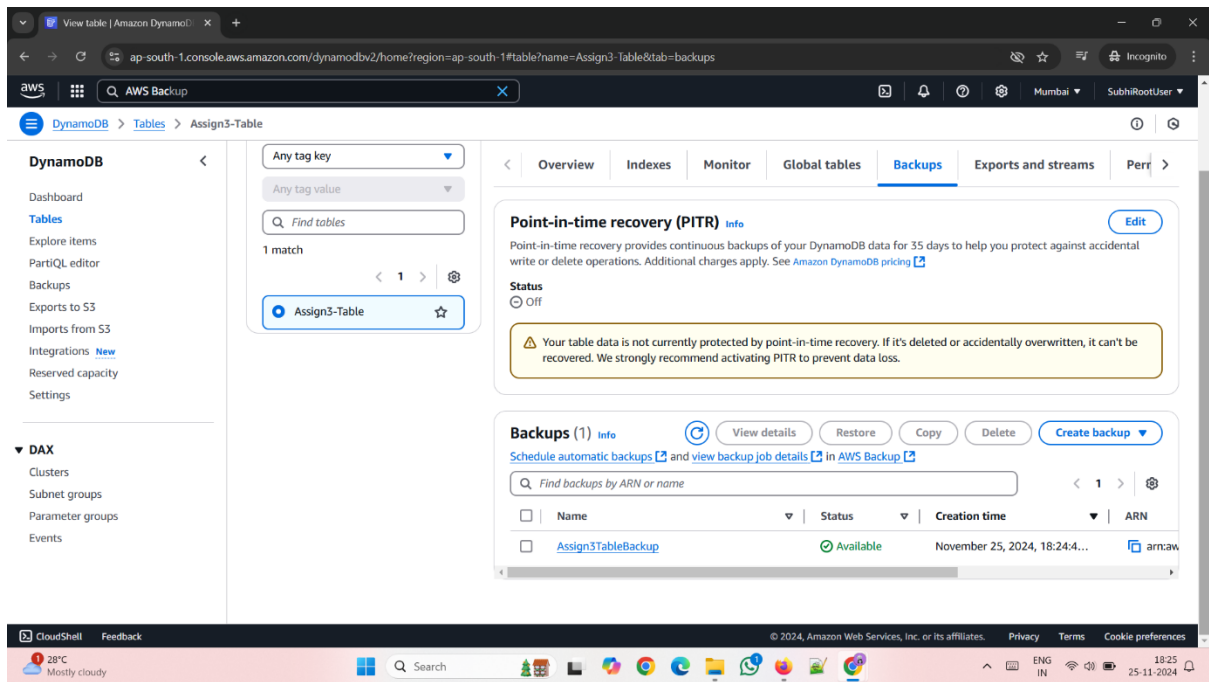 View table | Amazon DynamoD
ap-south-1.console.aws.amazon.com/dynamodbv2/home?region=ap-south-1#table?name=Assign3-Table&tab=backups
Incognito
aws
AWS Backup
Mumbai
SubhiRootUser
DynamoDB > Tables > Assign3-Table
DynamoDB
Dashboard
Tables
Explore items
PartiQL editor
Backups
Exports to S3
Imports from S3
Integrations New
Reserved capacity
Settings
DAX
Clusters
Subnet groups
Parameter groups
Events
Any tag key
Any tag value
Find tables
1 match
1
Assign3-Table
Overview Indexes Monitor Global tables Backups Exports and streams Perr
Point-in-time recovery (PITR) Info
Edit
Point-in-time recovery provides continuous backups of your DynamoDB data for 35 days to help you protect against accidental
write or delete operations. Additional charges apply. See Amazon DynamoDB pricing
Status
Off
Your table data is not currently protected by point-in-time recovery. If it's deleted or accidentally overwritten, it can't be
recovered. We strongly recommend activating PITR to prevent data loss.
Backups (1) Info
View details Restore Copy Delete Create backup
Schedule automatic backups and view backup job details in AWS Backup
Find backups by ARN or name
1
Name Status Creation time ARN
Assign3TableBackup Available November 25, 2024, 18:24:4... arn:aw
CloudShell Feedback
© 2024, Amazon Web Services, Inc. or its affiliates. Privacy Terms Cookie preferences
1
28°C
Mostly cloudy
Search
ENG
IN
18:25
25-11-2024